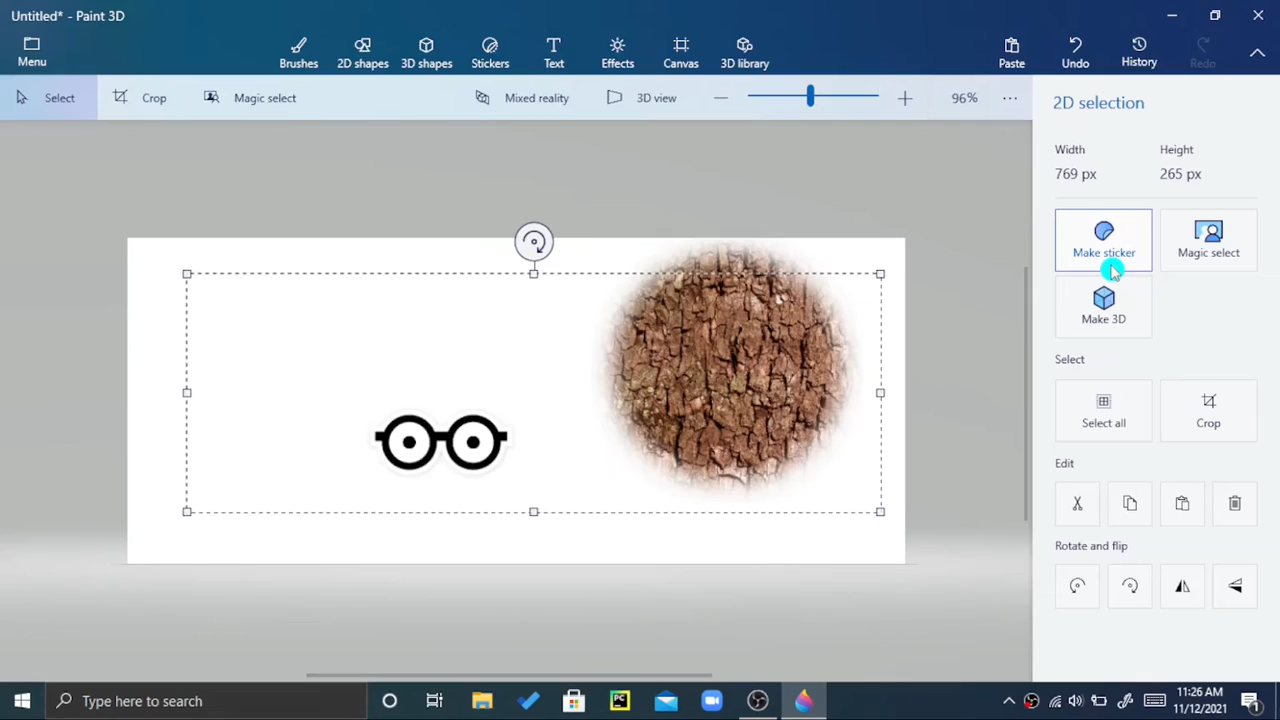 Untitled* - Paint 3D
Menu
Brushes
2D shapes
3D shapes
Stickers
Text
Effects
Canvas
3D library
Paste
Undo
History
Redo
Select
Crop
Magic select
Mixed reality
3D view
96%
2D selection
Width
Height
769 px
265 px
Make sticker
Magic select
Make 3D
Select
Select all
Crop
Edit
Rotate and flip
Type here to search
PC
11:26 AM
11/12/2021
1